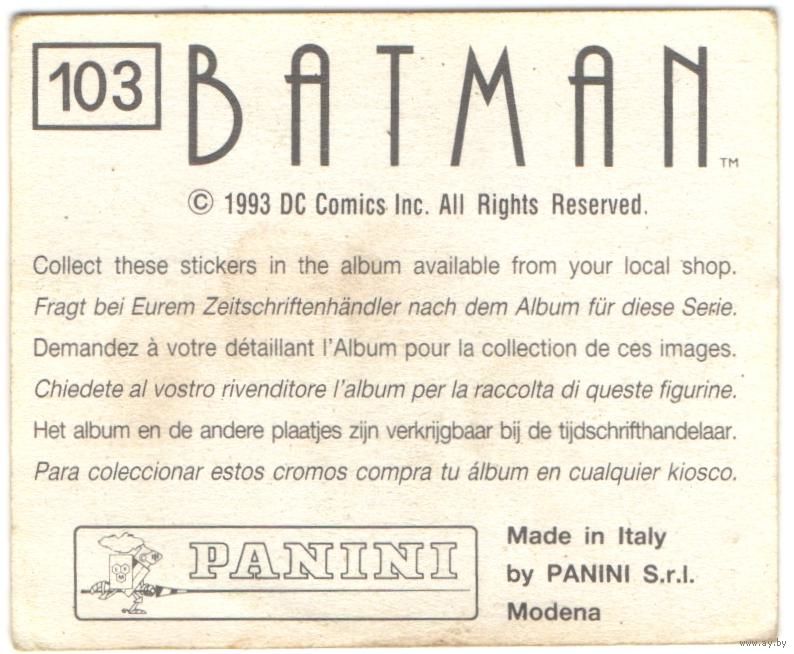 103
BATMAN™
© 1993 DC Comics Inc. All Rights Reserved.
Collect these stickers in the album available from your local shop.
Fragt bei Eurem Zeitschriftenhändler nach dem Album für diese Serie.
Demandez à votre détaillant l'Album pour la collection de ces images.
Chiedete al vostro rivenditore l'album per la raccolta di queste figurine.
Het album en de andere plaatjes zijn verkrijgbaar bij de tijdschrifthandelaar.
Para coleccionar estos cromos compra tu álbum en cualquier kiosco.
PANINI
Made in Italy
by PANINI S.r.l.
Modena
www.ay.by